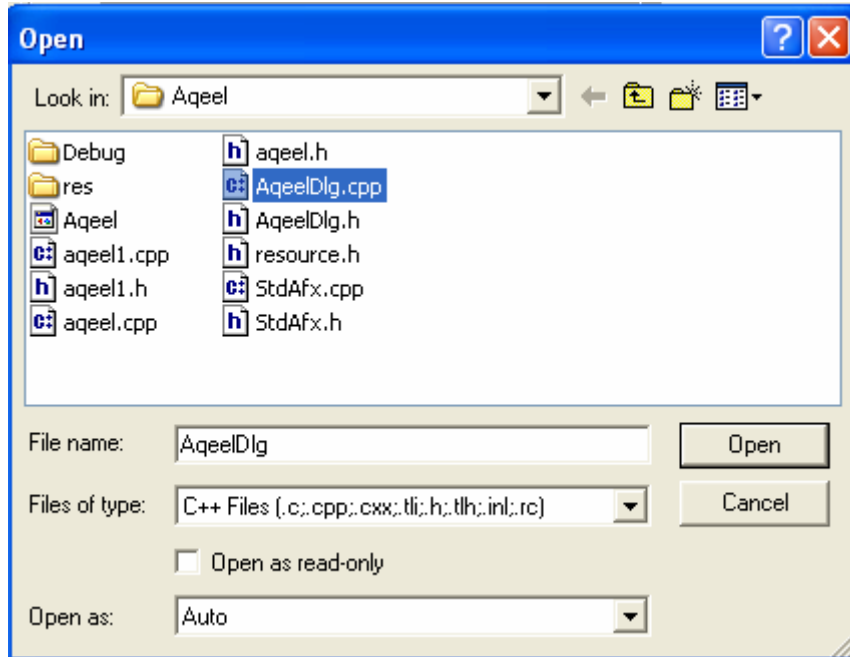 Open
Look in: Aqeel
Debug
res
Aqeel
aqeel1.cpp
aqeel1.h
aqeel.cpp
aqeel.h
AqeelDlg.cpp
AqeelDlg.h
resource.h
StdAfx.cpp
StdAfx.h
File name: AqeelDlg
Open
Files of type: C++ Files (.c;.cpp;.cxx;.tli;.h;.tlh;.inl;.rc)
Cancel
Open as read-only
Open as: Auto